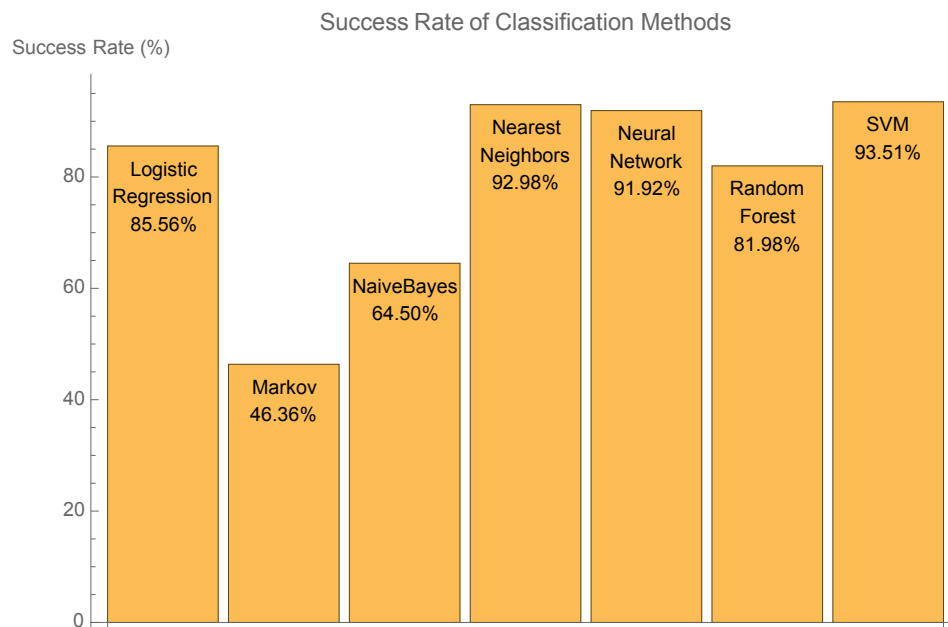 Success Rate of Classification Methods
Success Rate (%)
80
60
40
20
0
Logistic
Regression
85.56%
Markov
46.36%
NaiveBayes
64.50%
Nearest
Neighbors
92.98%
Neural
Network
91.92%
Random
Forest
81.98%
SVM
93.51%